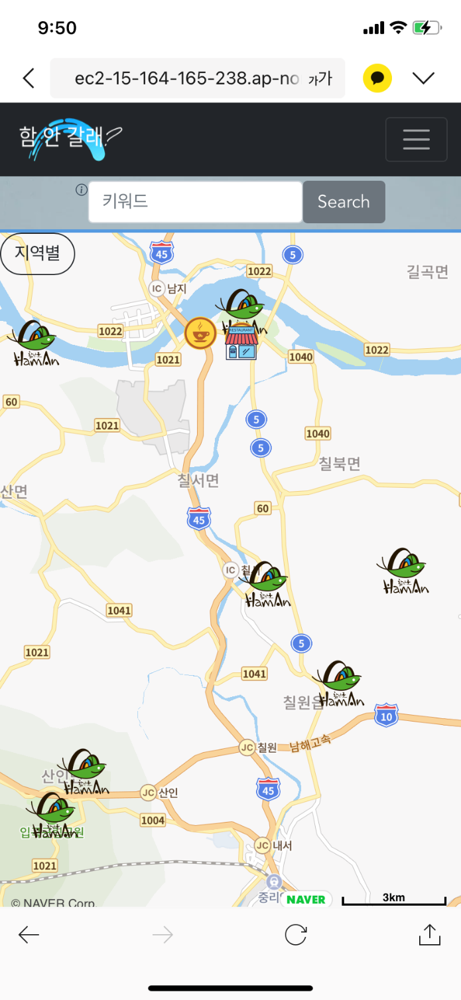 9:50
ec2-15-164-165-238.ap-no 가가
함 안 갈래?
키워드 Search
지역별
45
5
1022
길곡면
IC 남지
1022
HamAn
RESTAURANT
HamAn
1021
1040
1022
60
1021
5
1040
5
칠북면
칠서면
산면
60
45
IC 칠서
HamAn
HamAn
1041
1021
5
1041
칠원읍
HamAn
10
JC 칠원 남해고속
산인
HamAn
JC 산인
45
1004
HamAn
JC 내서
1021
중리
© NAVER Corp.
NAVER
3km